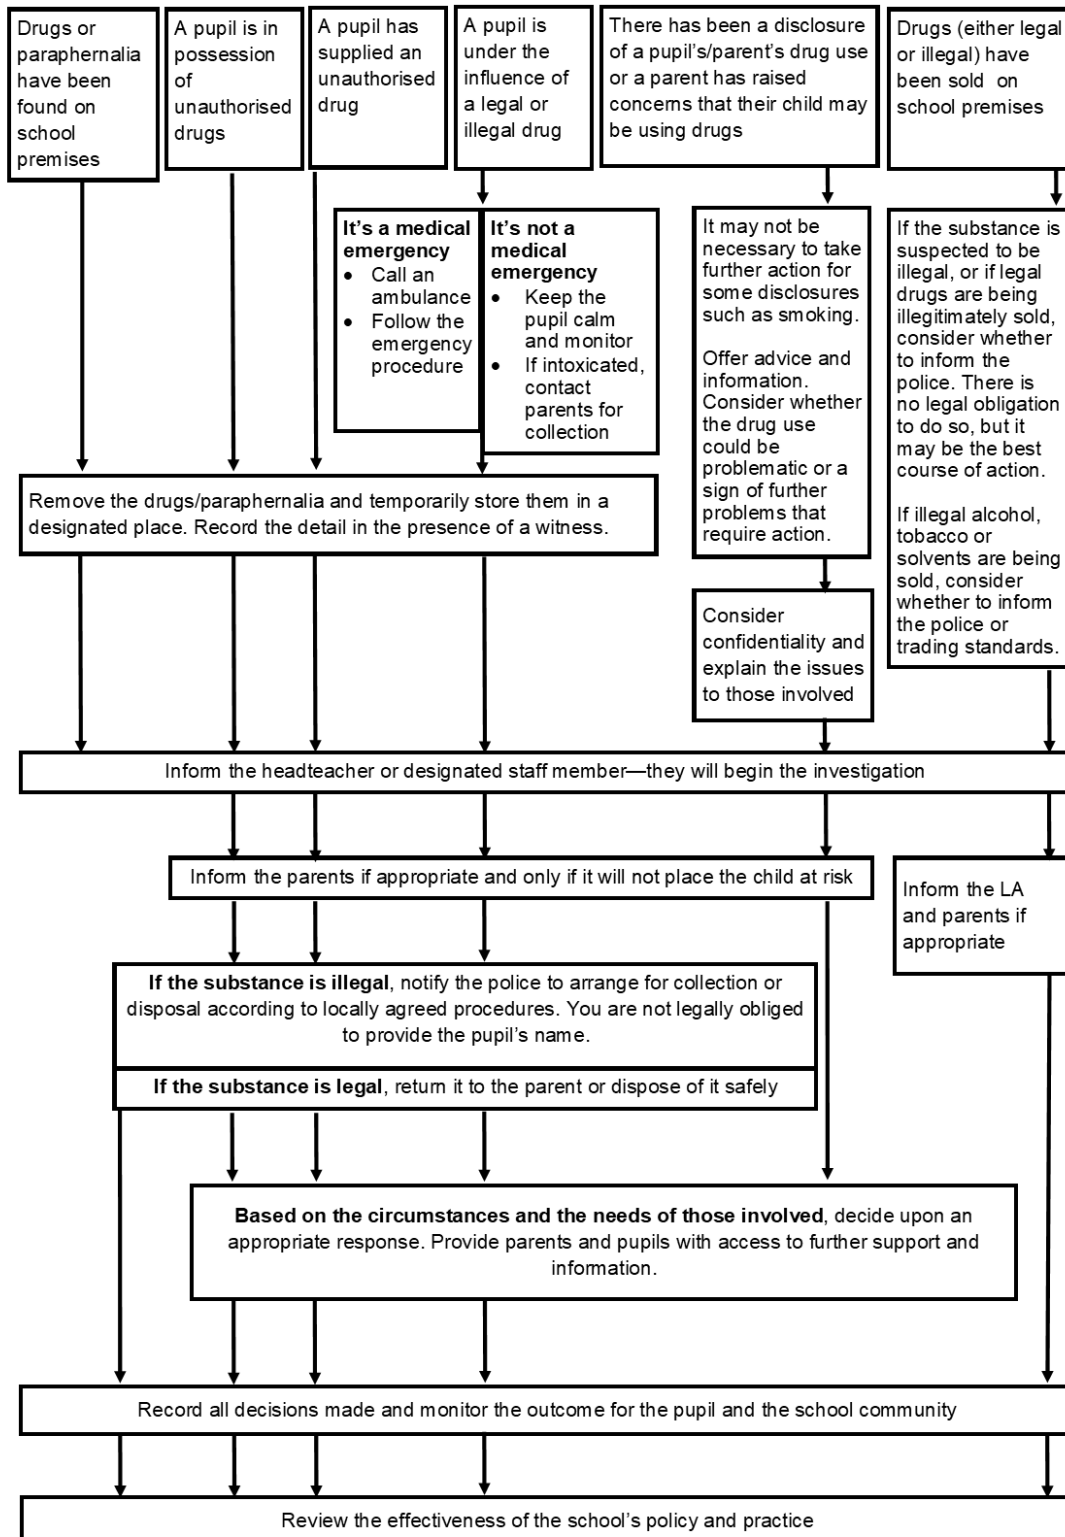 Drugs or
paraphernalia
have been
found on
school
premises
A pupil is in
possession
of
unauthorised
drugs
A pupil has
supplied an
unauthorised
drug
A pupil is
under the
influence of
a legal or
illegal drug
There has been a disclosure
of a pupil’s/parent’s drug use
or a parent has raised
concerns that their child may
be using drugs
Drugs (either legal
or illegal) have
been sold on
school premises
It’s a medical
emergency
• Call an
ambulance
• Follow the
emergency
procedure
It’s not a
medical
emergency
• Keep the
pupil calm
and monitor
• If intoxicated,
contact
parents for
collection
It may not be
necessary to take
further action for
some disclosures
such as smoking.
Offer advice and
information.
Consider whether
the drug use
could be
problematic or a
sign of further
problems that
require action.
If the substance is
suspected to be
illegal, or if legal
drugs are being
illegitimately sold,
consider whether
to inform the
police. There is
no legal obligation
to do so, but it
may be the best
course of action.
If illegal alcohol,
tobacco or
solvents are being
sold, consider
whether to inform
the police or
trading standards.
Remove the drugs/paraphernalia and temporarily store them in a
designated place. Record the detail in the presence of a witness.
Consider
confidentiality and
explain the issues
to those involved
Inform the headteacher or designated staff member—they will begin the investigation
Inform the parents if appropriate and only if it will not place the child at risk
Inform the LA
and parents if
appropriate
If the substance is illegal, notify the police to arrange for collection or
disposal according to locally agreed procedures. You are not legally obliged
to provide the pupil’s name.
If the substance is legal, return it to the parent or dispose of it safely
Based on the circumstances and the needs of those involved, decide upon an
appropriate response. Provide parents and pupils with access to further support and
information.
Record all decisions made and monitor the outcome for the pupil and the school community
Review the effectiveness of the school’s policy and practice